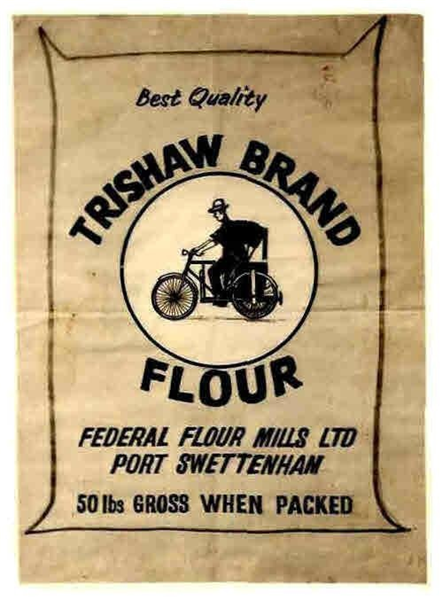 Best Quality
TRISHAW BRAND
FLOUR
FEDERAL FLOUR MILLS LTD
PORT SWETTENHAM
50 lbs GROSS WHEN PACKED